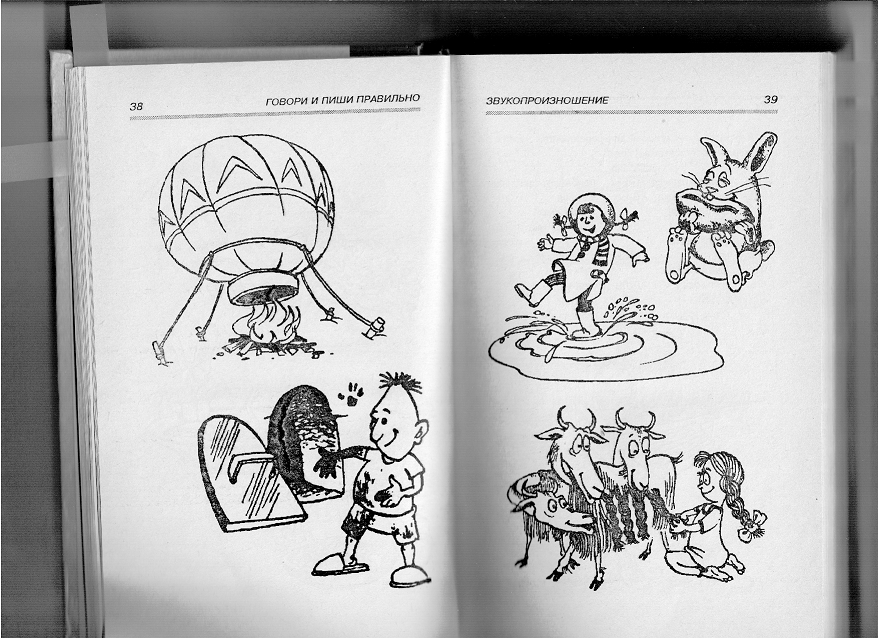 38
ГОВОРИ И ПИШИ ПРАВИЛЬНО
ЗВУКОПРОИЗНОШЕНИЕ
39